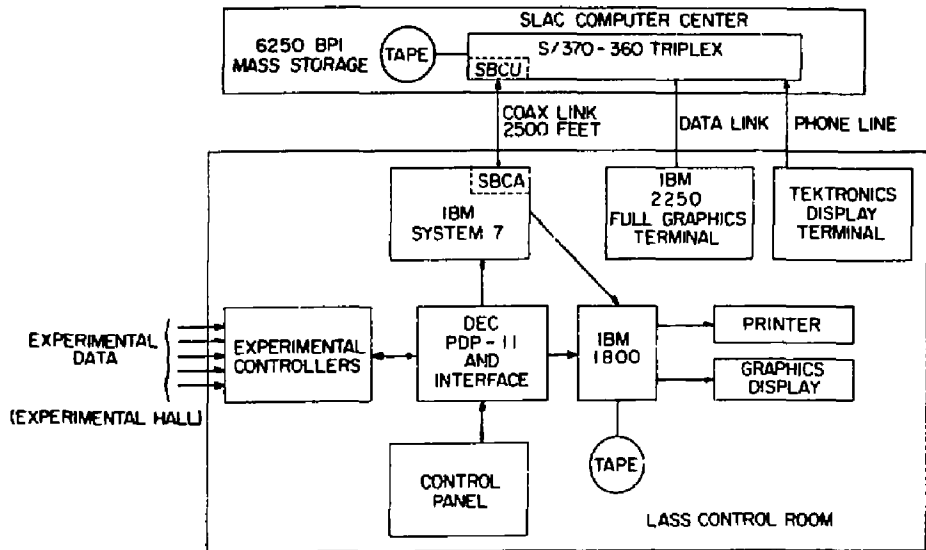 SLAC COMPUTER CENTER
6250 BPI
MASS STORAGE
TAPE
S/370-360 TRIPLEX
SBCU
COAX LINK
2500 FEET
DATA LINK
PHONE LINE
SBCA
IBM
SYSTEM 7
IBM
2250
FULL GRAPHICS
TERMINAL
TEKTRONICS
DISPLAY
TERMINAL
EXPERIMENTAL
DATA
(EXPERIMENTAL HALL)
EXPERIMENTAL
CONTROLLERS
DEC
PDP-11
AND
INTERFACE
IBM
1800
PRINTER
GRAPHICS
DISPLAY
CONTROL
PANEL
TAPE
LASS CONTROL ROOM